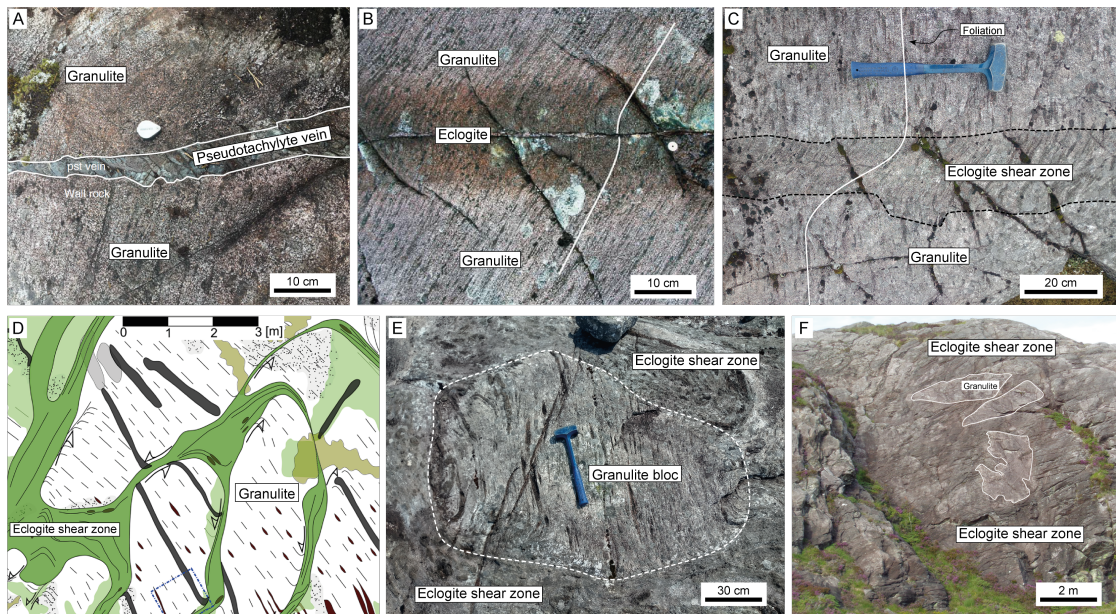 A
Granulite
Pseudotachylyte vein
pst vein
Wall rock
Granulite
10 cm
B
Granulite
Eclogite
Granulite
10 cm
C
Foliation
Granulite
Eclogite shear zone
Granulite
20 cm
D
0 1 2 3 [m]
Granulite
Eclogite shear zone
E
Eclogite shear zone
Granulite bloc
Eclogite shear zone
30 cm
F
Eclogite shear zone
Granulite
Eclogite shear zone
2 m